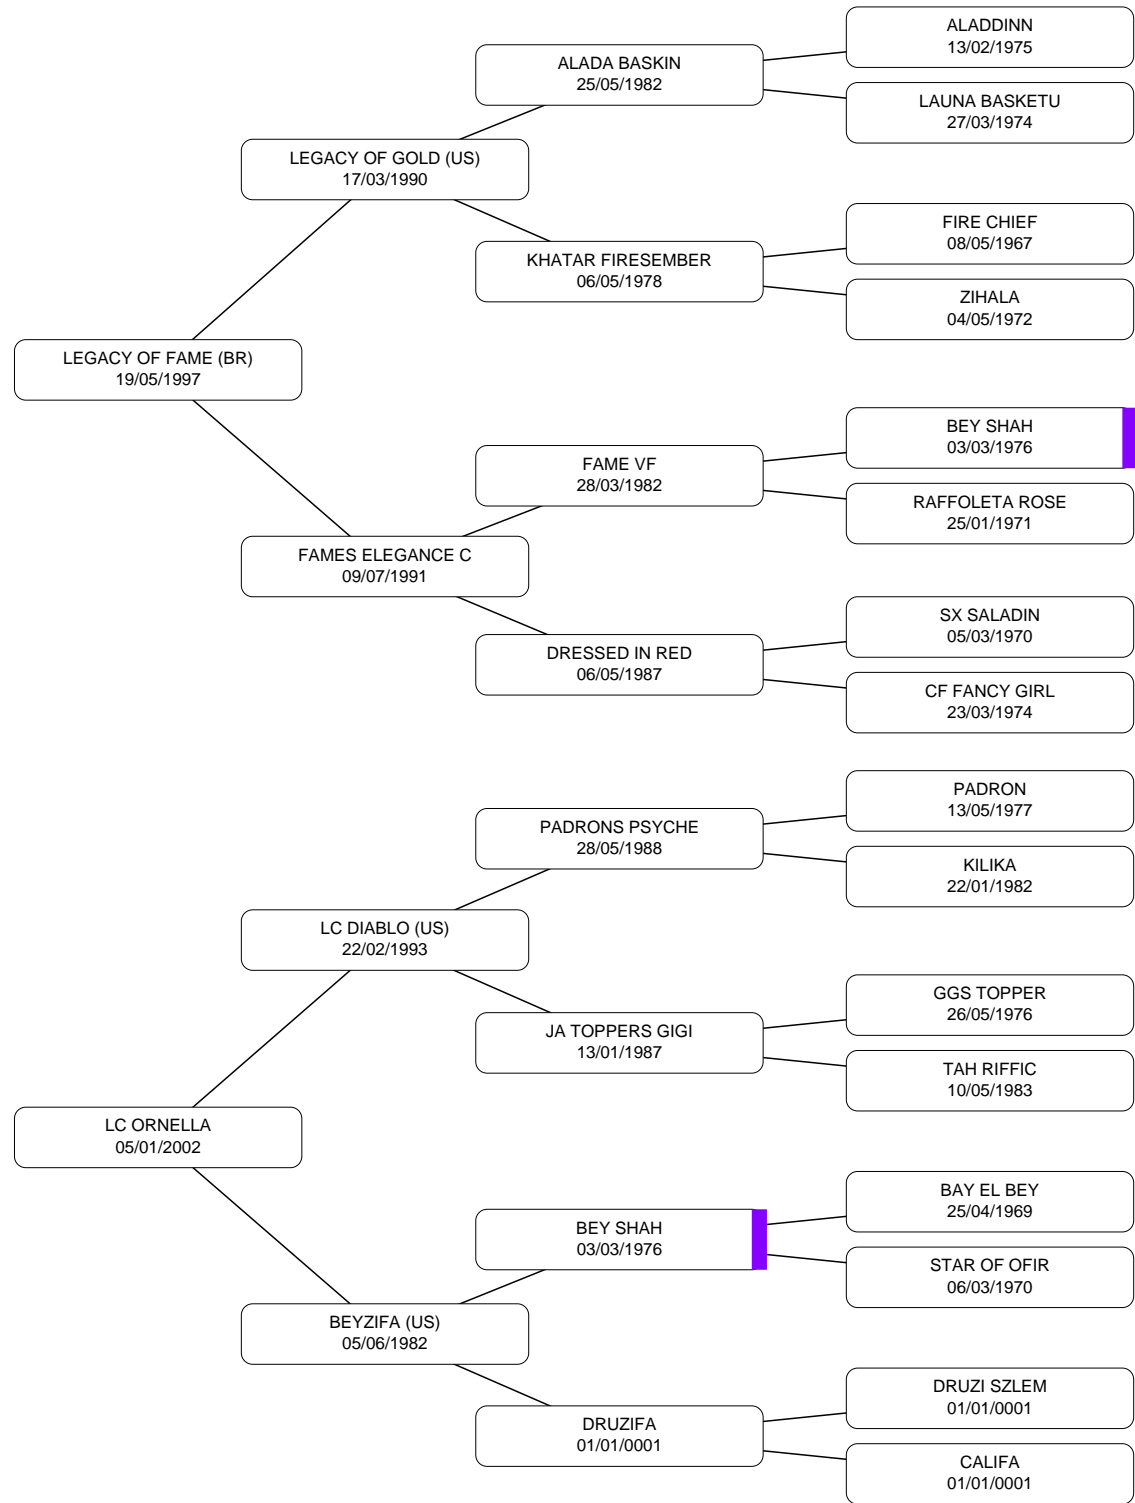 ALADDINN
13/02/1975
ALADA BASKIN
25/05/1982
LAUNA BASKETU
27/03/1974
LEGACY OF GOLD (US)
17/03/1990
FIRE CHIEF
08/05/1967
KHATAR FIRESEMBER
06/05/1978
ZIHALA
04/05/1972
LEGACY OF FAME (BR)
19/05/1997
BEY SHAH
03/03/1976
FAME VF
28/03/1982
RAFFOLETA ROSE
25/01/1971
FAMES ELEGANCE C
09/07/1991
SX SALADIN
05/03/1970
DRESSED IN RED
06/05/1987
CF FANCY GIRL
23/03/1974
PADRON
13/05/1977
PADRONS PSYCHE
28/05/1988
KILIKA
22/01/1982
LC DIABLO (US)
22/02/1993
GGS TOPPER
26/05/1976
JA TOPPERS GIGI
13/01/1987
TAH RIFFIC
10/05/1983
LC ORNELLA
05/01/2002
BAY EL BEY
25/04/1969
BEY SHAH
03/03/1976
STAR OF OFIR
06/03/1970
BEYZIFA (US)
05/06/1982
DRUZI SZLEM
01/01/0001
DRUZIFA
01/01/0001
CALIFA
01/01/0001